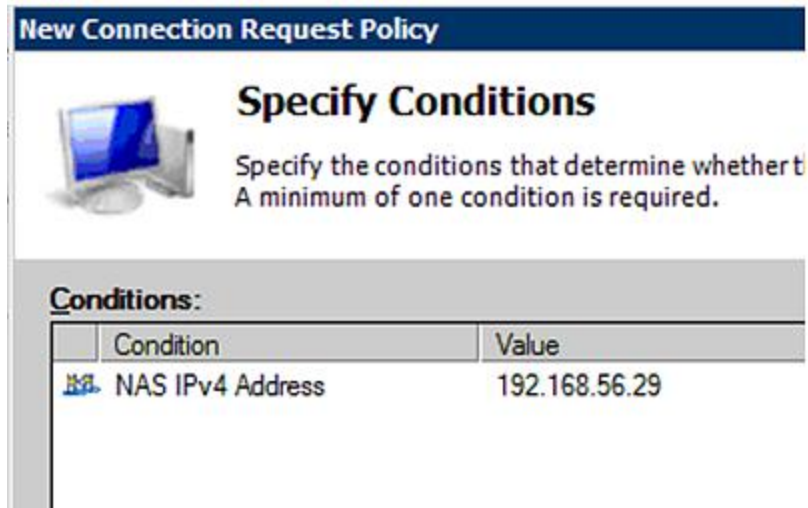 New Connection Request Policy
Specify Conditions
Specify the conditions that determine whether
A minimum of one condition is required.
Conditions:
Condition Value
NAS IPv4 Address 192.168.56.29